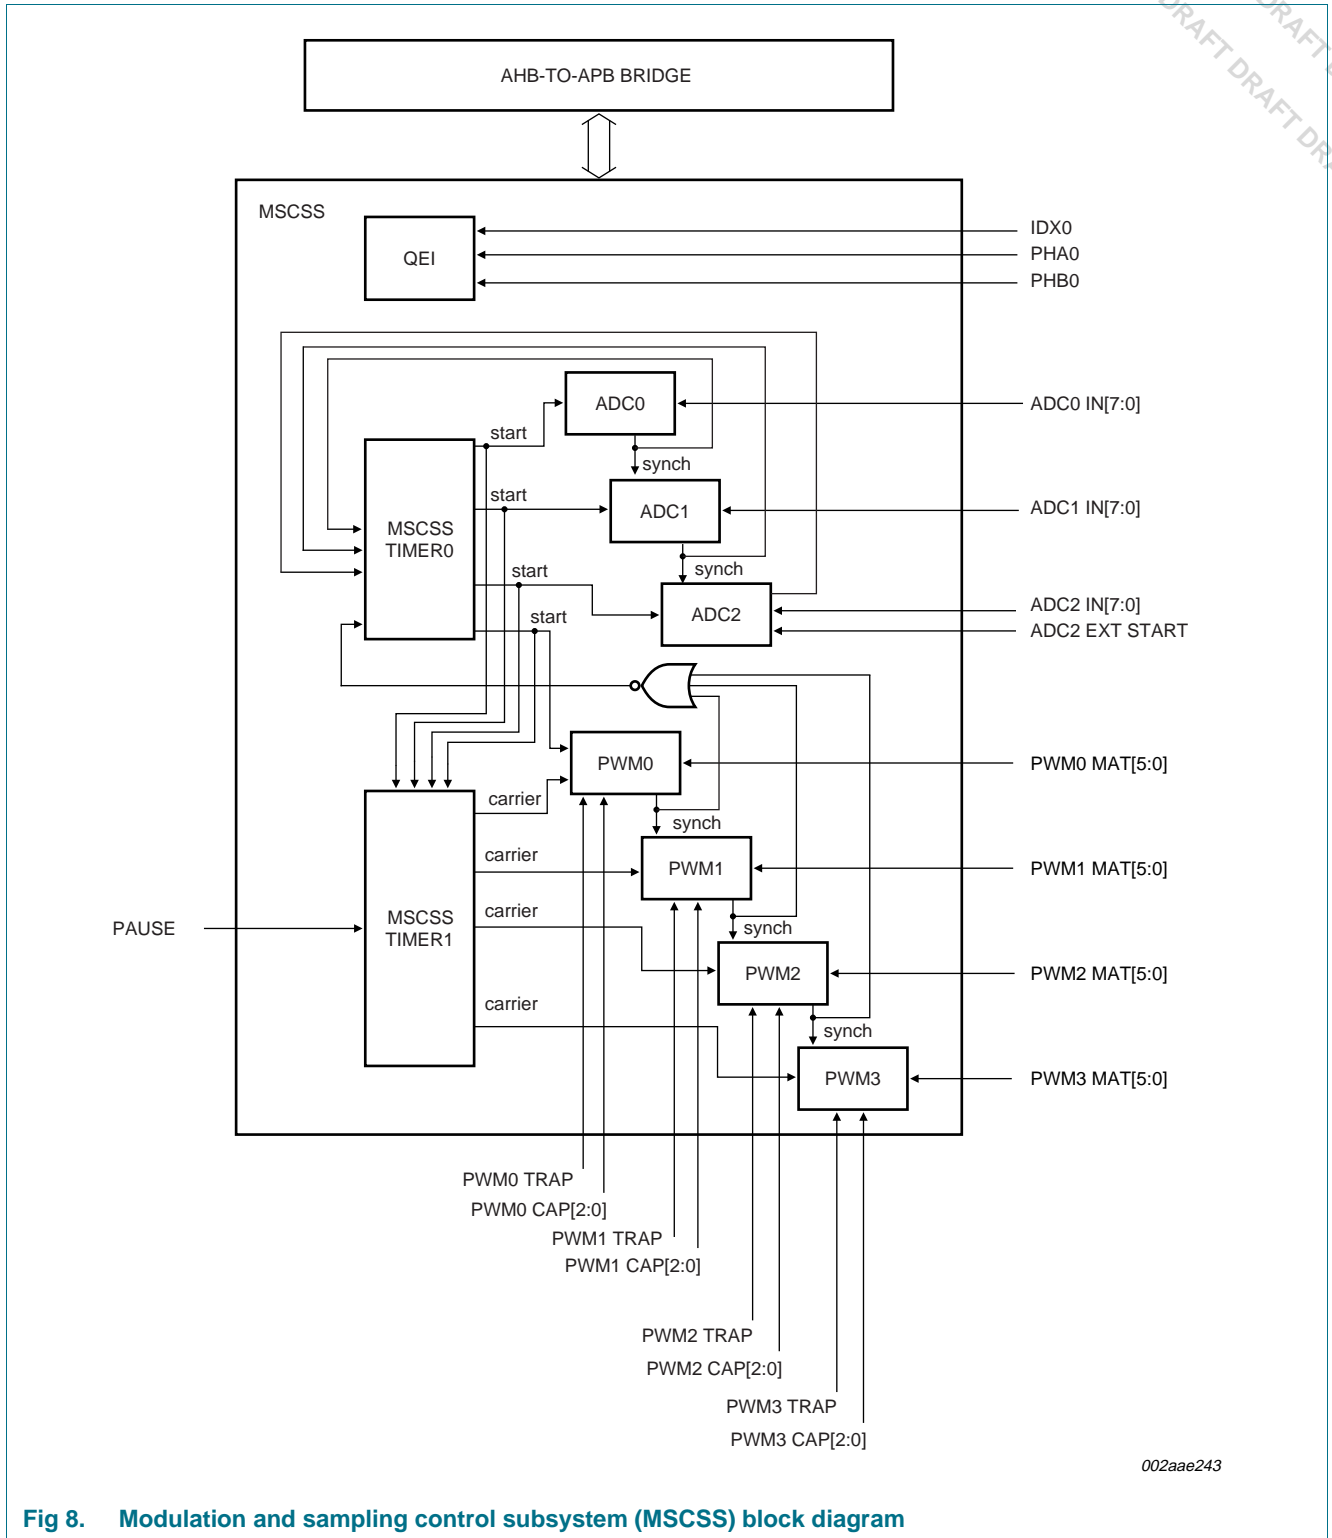 DRAFT DRAFT DRA
DRAFT D
AHB-TO-APB BRIDGE
MSCSS
QEI
IDX0
PHA0
PHB0
ADC0
ADC0 IN[7:0]
start
synch
start
ADC1
ADC1 IN[7:0]
MSCSS
TIMER0
synch
start
ADC2
ADC2 IN[7:0]
ADC2 EXT START
start
PWM0
PWM0 MAT[5:0]
carrier
synch
carrier
PWM1
PWM1 MAT[5:0]
PAUSE
MSCSS
TIMER1
carrier
synch
PWM2
PWM2 MAT[5:0]
carrier
synch
PWM3
PWM3 MAT[5:0]
PWM0 TRAP
PWM0 CAP[2:0]
PWM1 TRAP
PWM1 CAP[2:0]
PWM2 TRAP
PWM2 CAP[2:0]
PWM3 TRAP
PWM3 CAP[2:0]
002aae243
Fig 8. Modulation and sampling control subsystem (MSCSS) block diagram